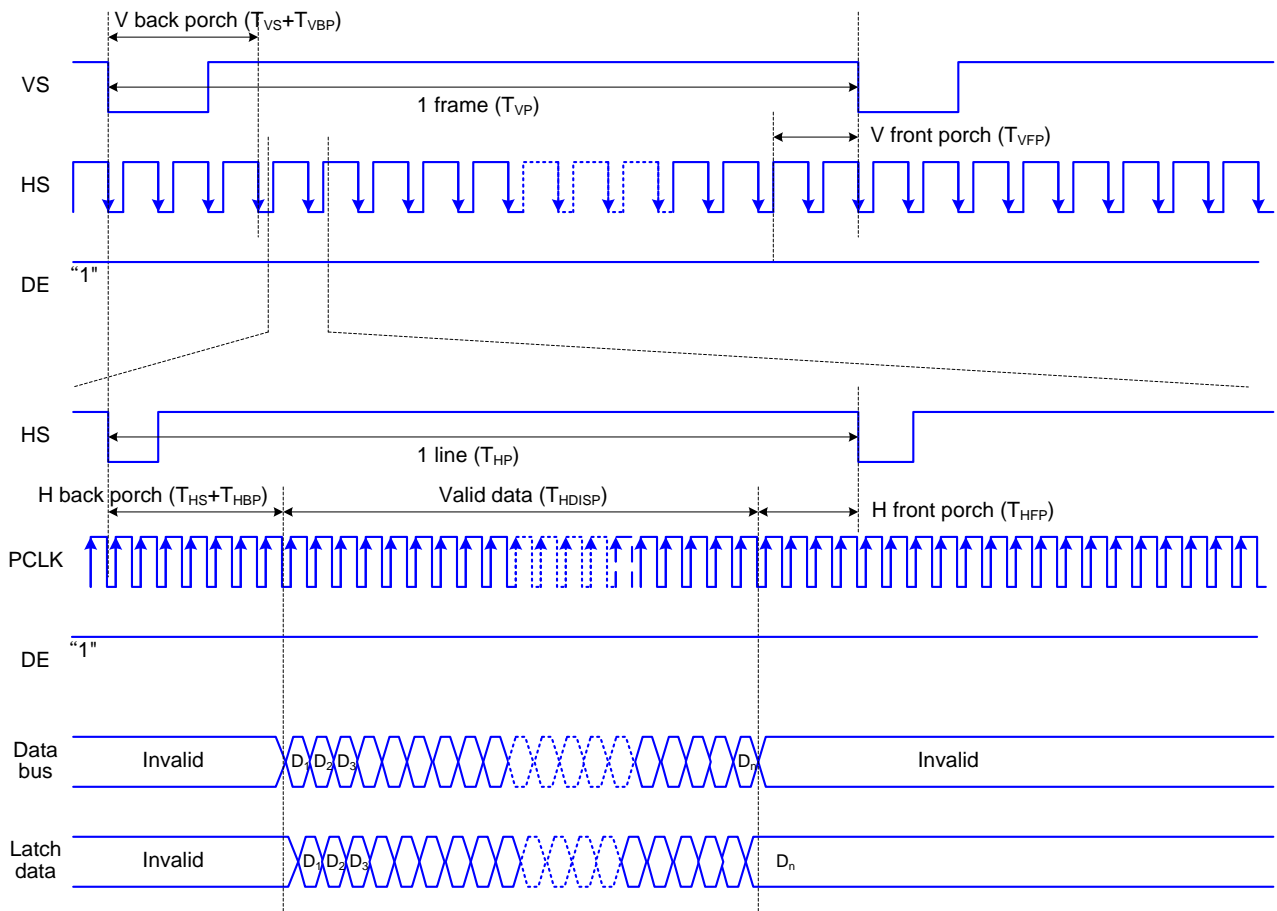 V back porch (TVS+TVBP)
VS
1 frame (TVP)
V front porch (TVFP)
HS
“1"
DE
HS
1 line (THP)
H back porch (THS+THBP)
Valid data (THDISP)
H front porch (THFP)
PCLK
“1"
DE
Data
bus
Invalid
D1
D2
D3
Dn
Invalid
Latch
data
Invalid
D1
D2
D3
Dn